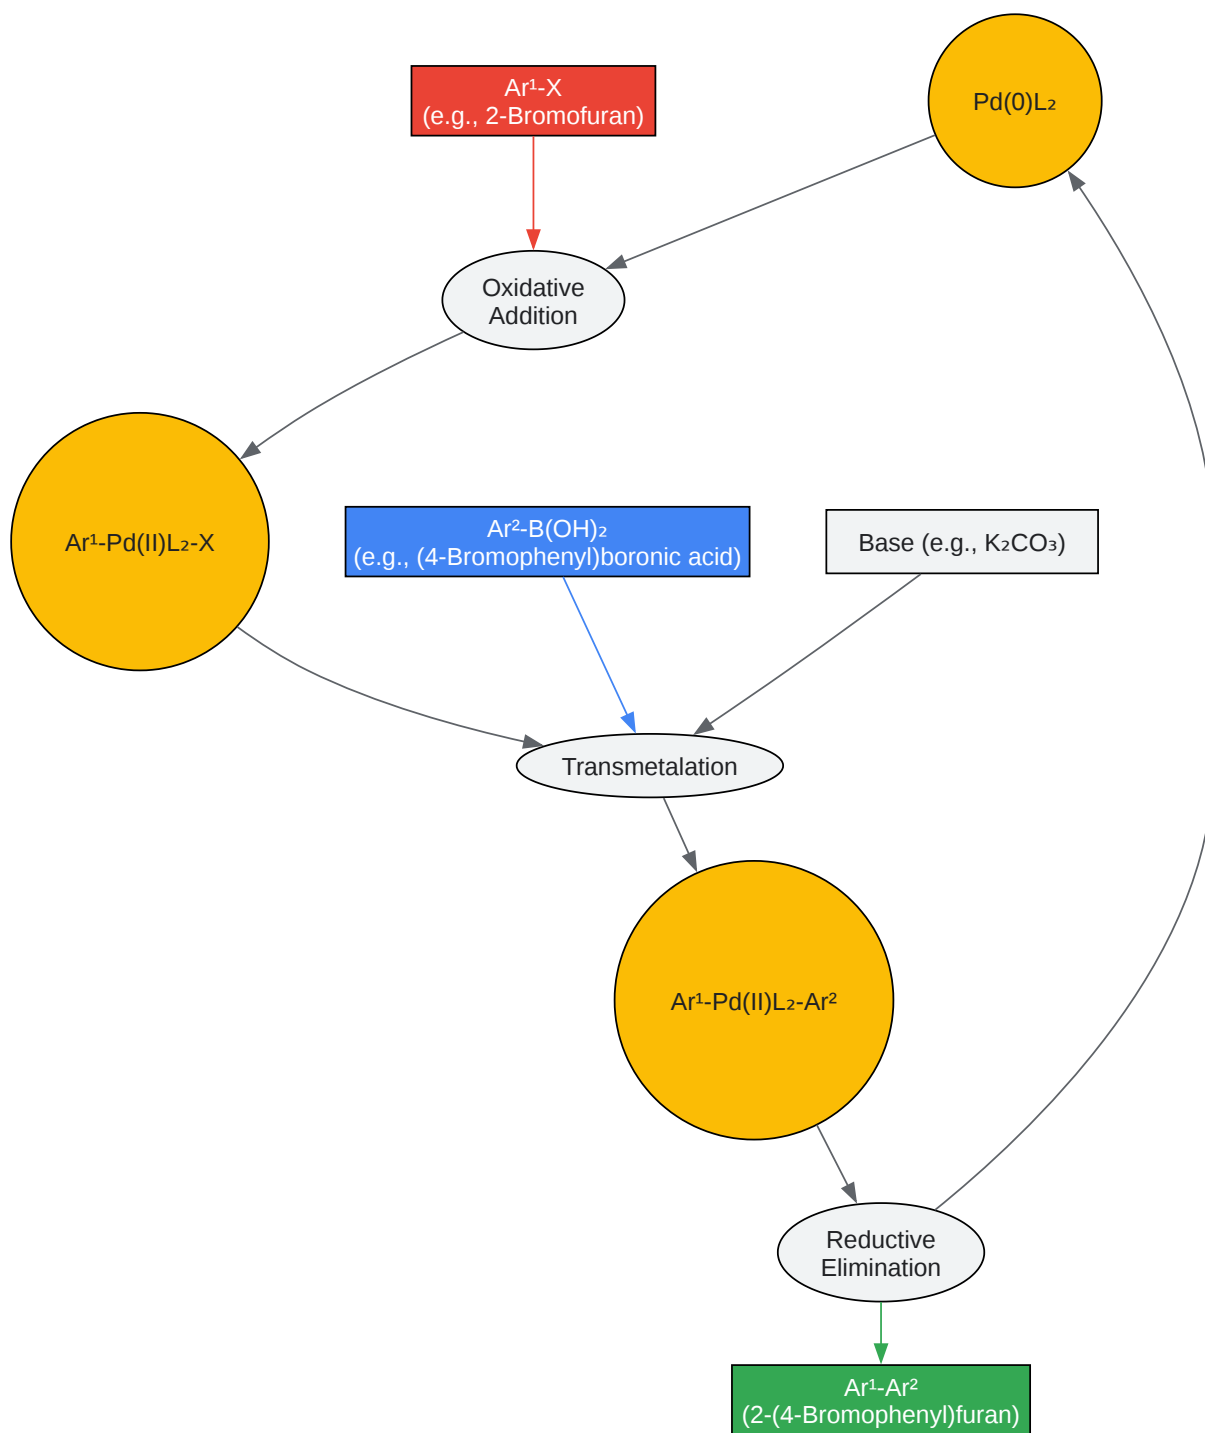 Ar¹-X
(e.g., 2-Bromofuran)
Pd(0)L₂
Oxidative
Addition
Ar¹-Pd(II)L₂-X
Ar²-B(OH)₂
(e.g., (4-Bromophenyl)boronic acid)
Base (e.g., K₂CO₃)
Transmetalation
Ar¹-Pd(II)L₂-Ar²
Reductive
Elimination
Ar¹-Ar²
(2-(4-Bromophenyl)furan)